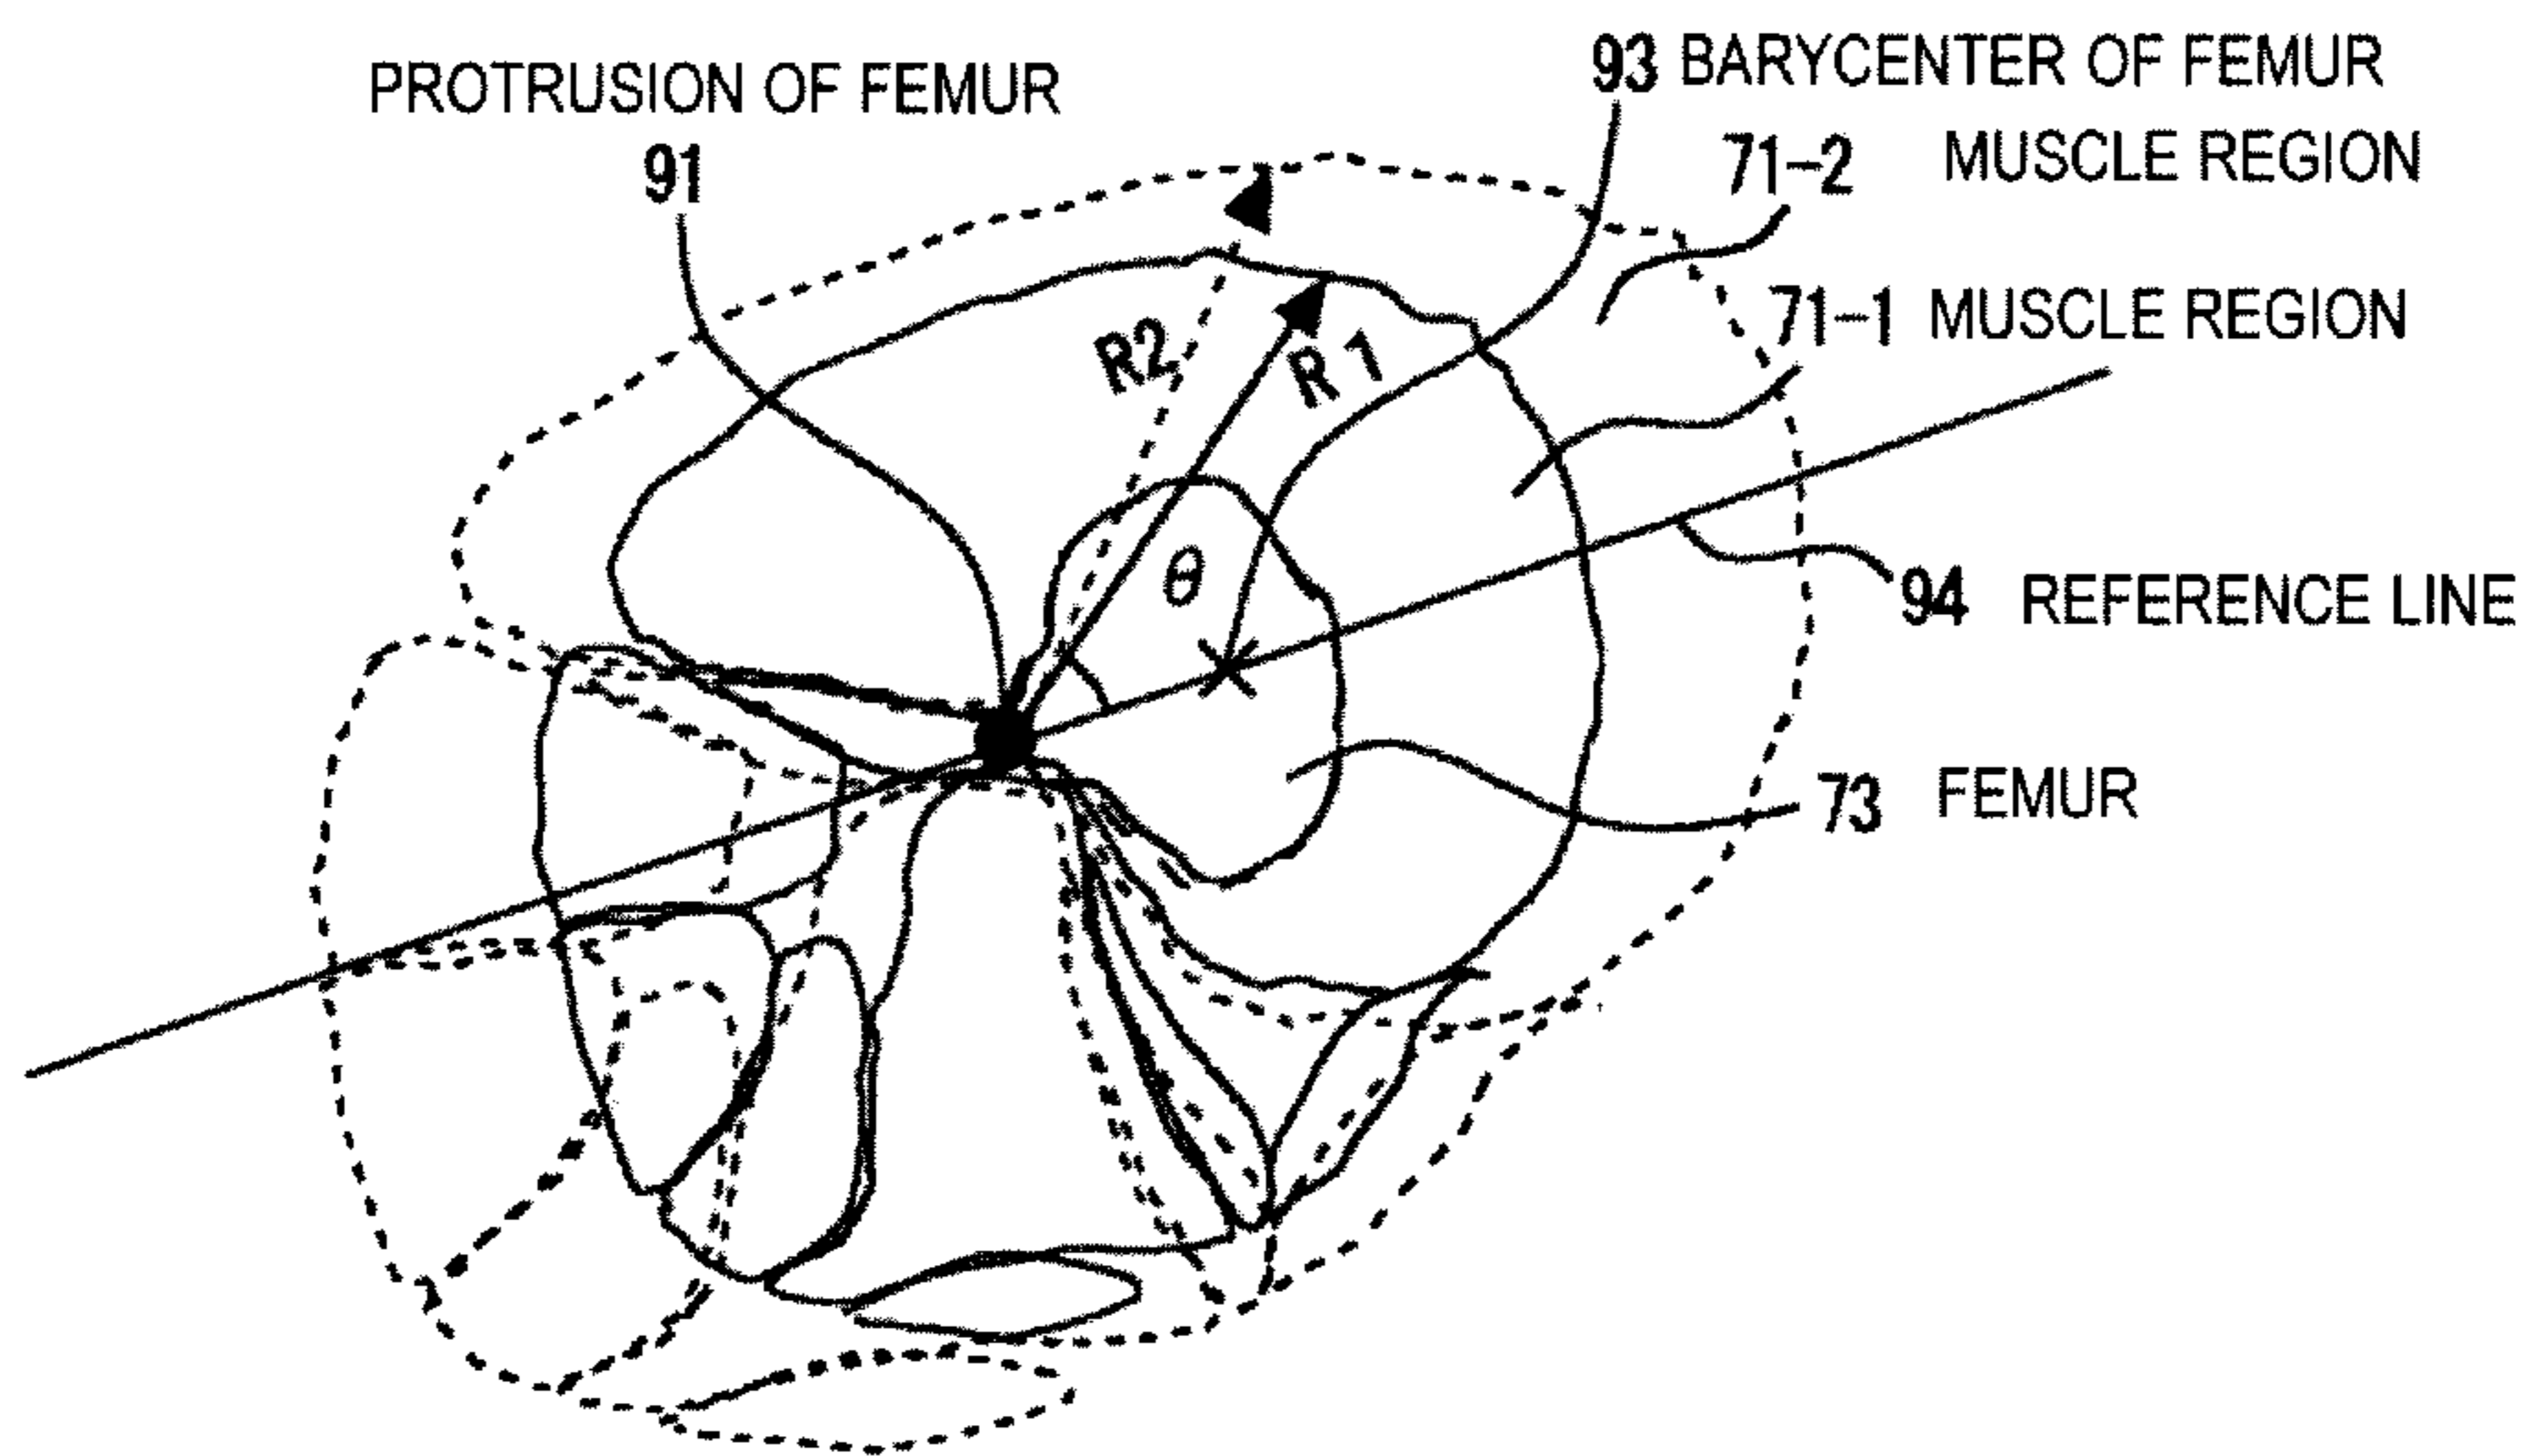 PROTRUSION OF FEMUR
91
93 BARYCENTER OF FEMUR
71-2 MUSCLE REGION
71-1 MUSCLE REGION
R2
R1
θ
94 REFERENCE LINE
73 FEMUR